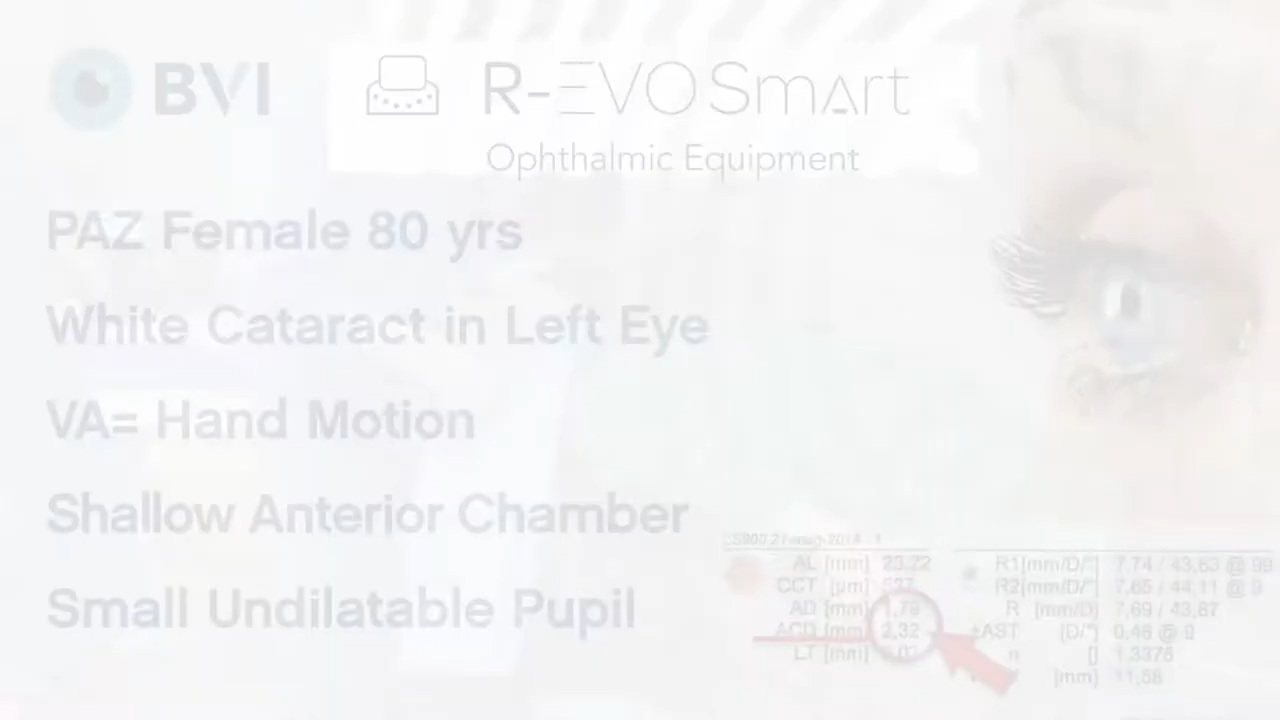 BVI
R-EVO Smart
Ophthalmic Equipment
PAZ Female 80 yrs
White Cataract in Left Eye
VA= Hand Motion
Shallow Anterior Chamber
Small Undilatable Pupil
AL [mm] 23,22
CCT [µm]
AD [mm] 1,79
ACD [mm] 2,32
LT [mm]
R1[mm/D/°] 7,74 / 43,63 @ 99
R2[mm/D/°] 7,65 / 44,11 @ 9
R [mm/D] 7,69 / 43,87
±AST [D/°] 0,48 @ 9
n [] 1,3375
[mm] 11,58